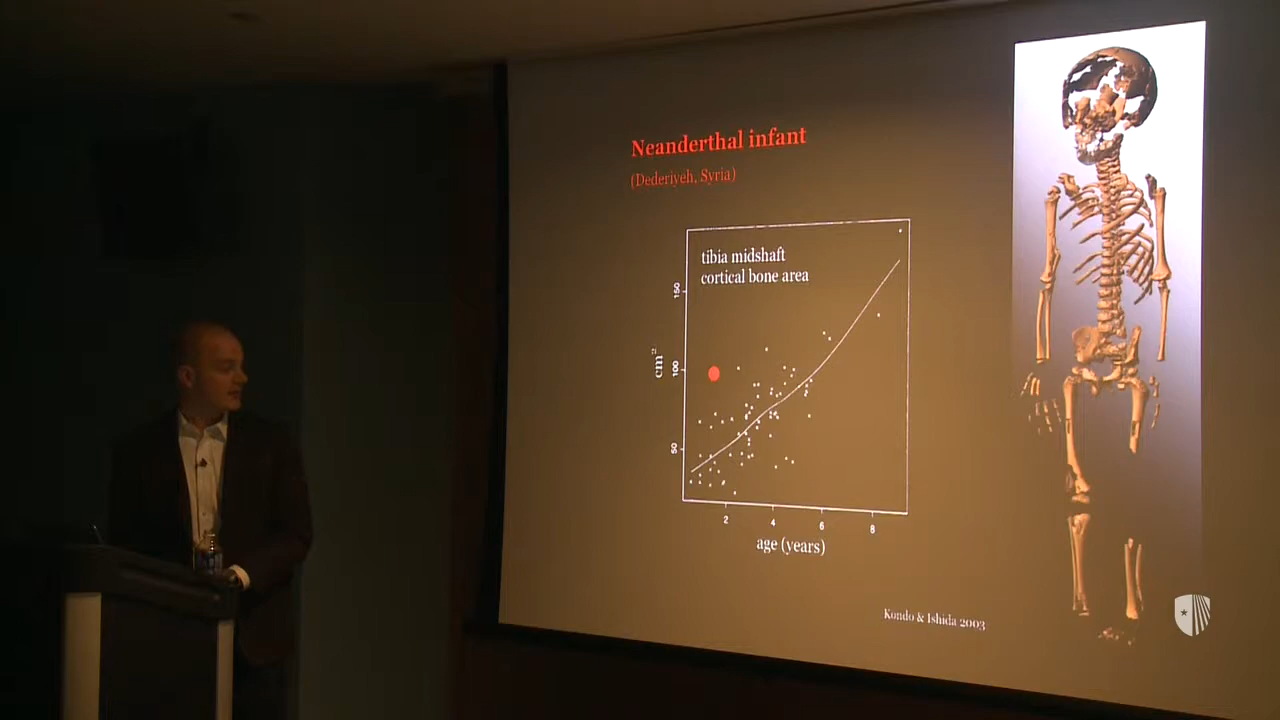 Neanderthal infant
(Dederiyeh, Syria)
tibia midshaft
cortical bone area
150
100
50
cm²
2 4 6 8
age (years)
Kondo & Ishida 2003